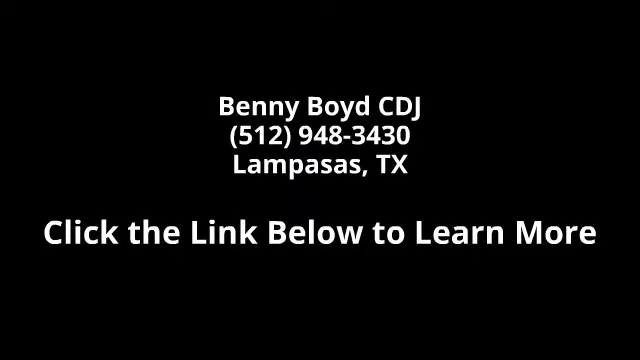 Benny Boyd CDJ
(512) 948-3430
Lampasas, TX
Click the Link Below to Learn More